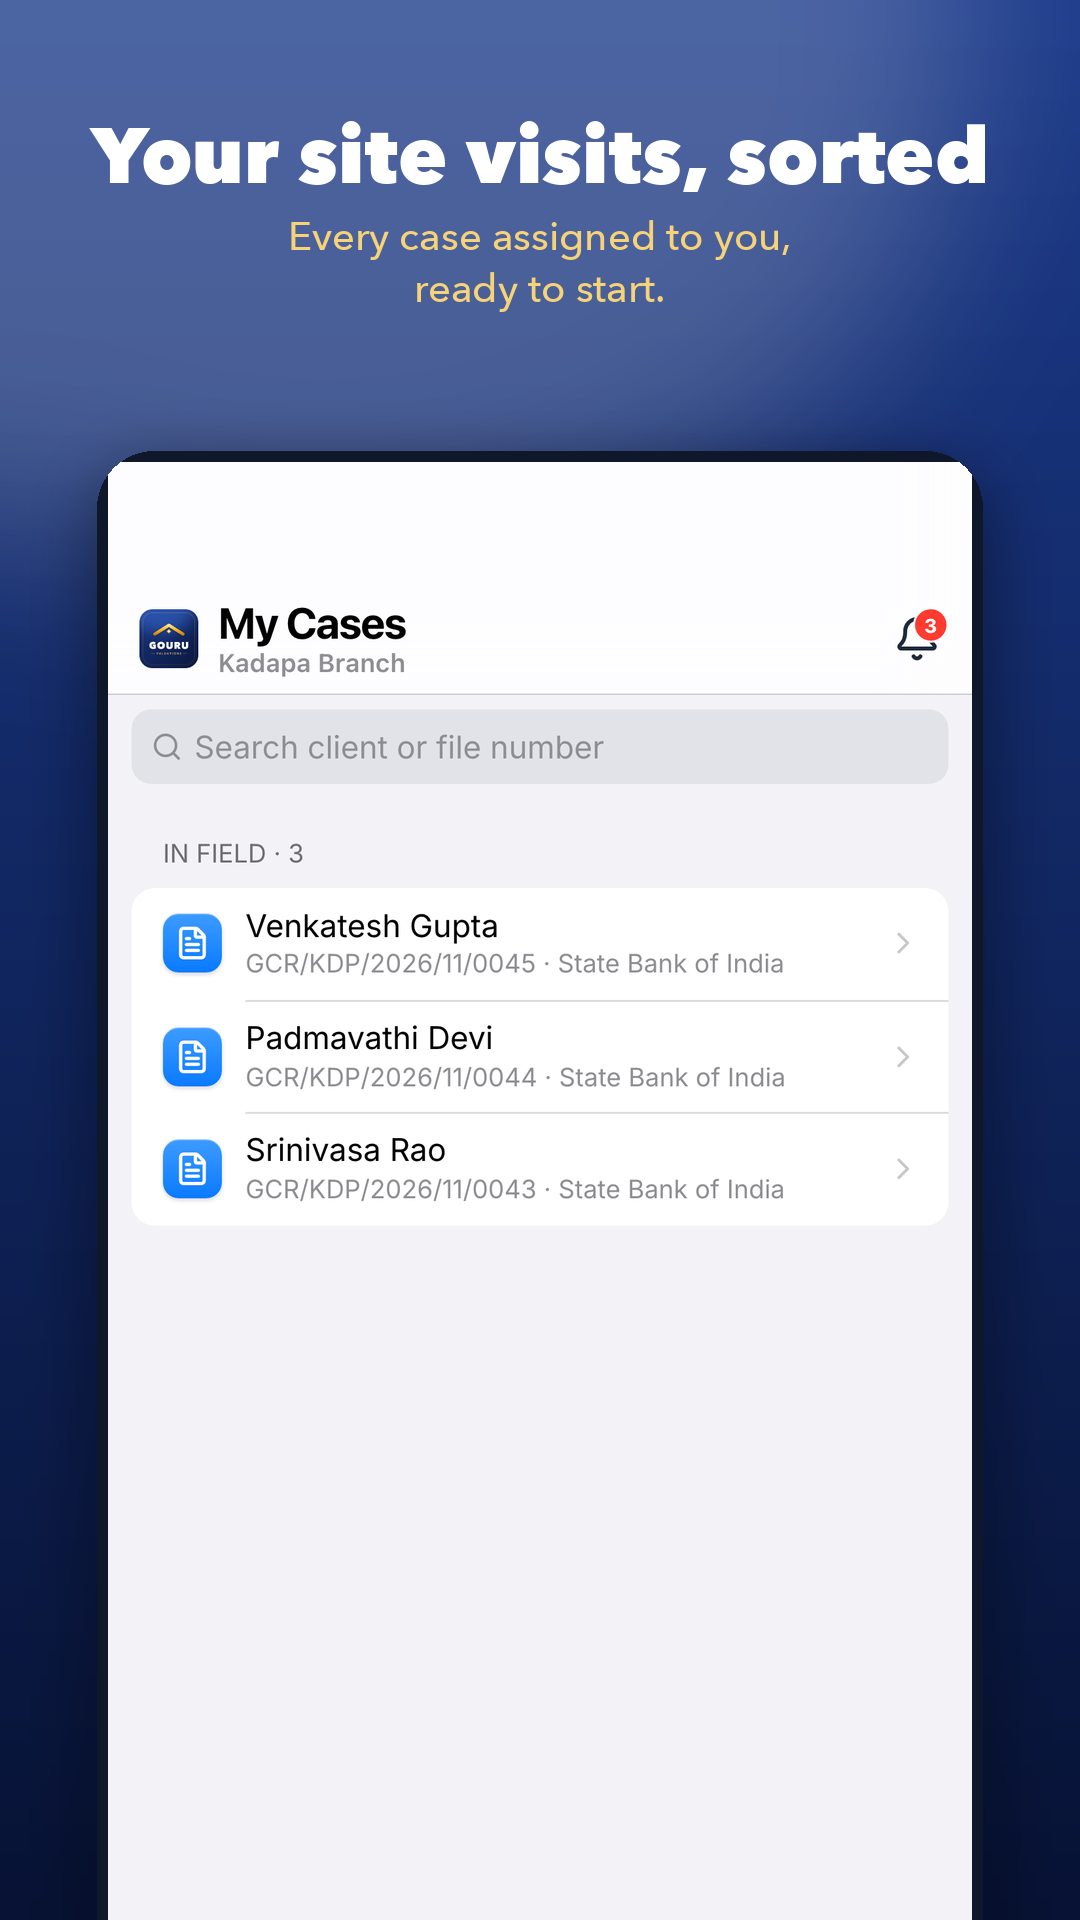 Your site visits, sorted
Every case assigned to you,
ready to start.
GOURU
My Cases
Kadapa Branch
3
Search client or file number
IN FIELD · 3
Venkatesh Gupta
GCR/KDP/2026/11/0045 · State Bank of India
Padmavathi Devi
GCR/KDP/2026/11/0044 · State Bank of India
Srinivasa Rao
GCR/KDP/2026/11/0043 · State Bank of India